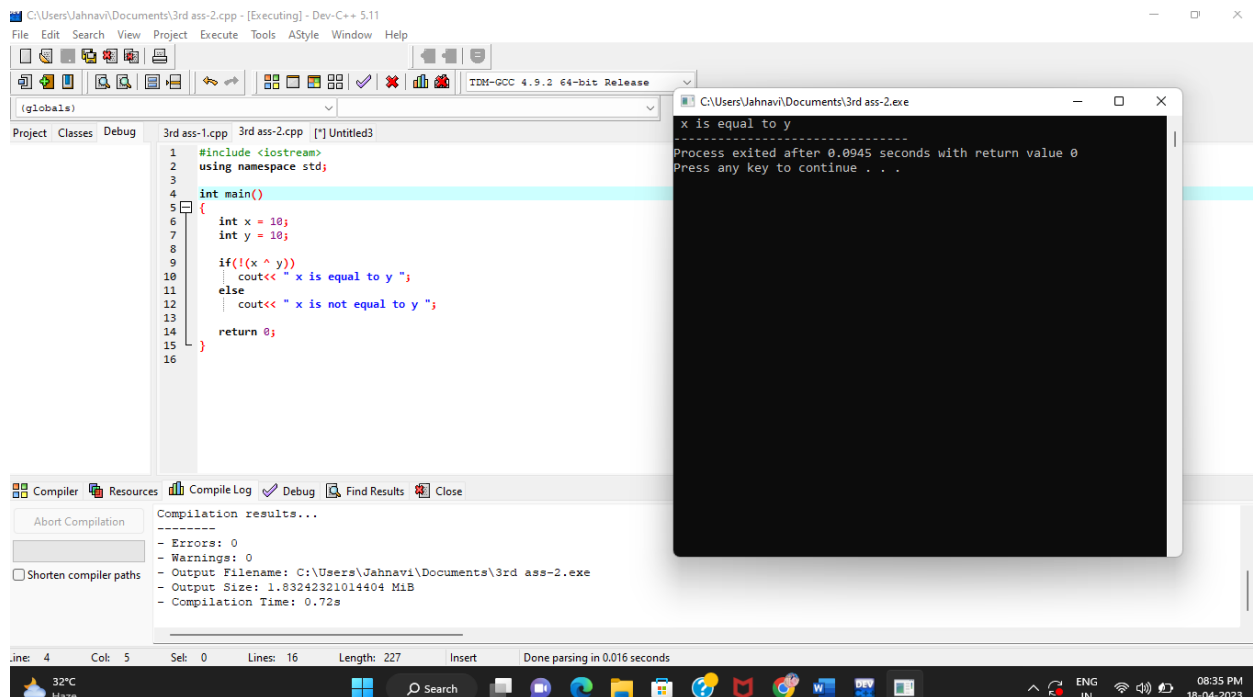 C:\Users\Jahnavi\Documents\3rd ass-2.cpp - [Executing] - Dev-C++ 5.11
File Edit Search View Project Execute Tools AStyle Window Help
TDM-GCC 4.9.2 64-bit Release
(globals)
Project Classes Debug
3rd ass-1.cpp 3rd ass-2.cpp [*] Untitled3
1 #include <iostream>
2 using namespace std;
3
4 int main()
5 {
6 int x = 10;
7 int y = 10;
8
9 if(!(x ^ y))
10 cout<< " x is equal to y ";
11 else
12 cout<< " x is not equal to y ";
13
14 return 0;
15 }
16
C:\Users\Jahnavi\Documents\3rd ass-2.exe
x is equal to y
--------------------------------
Process exited after 0.0945 seconds with return value 0
Press any key to continue . . .
Compiler Resources Compile Log Debug Find Results Close
Abort Compilation
Shorten compiler paths
Compilation results...
--------
- Errors: 0
- Warnings: 0
- Output Filename: C:\Users\Jahnavi\Documents\3rd ass-2.exe
- Output Size: 1.83242321014404 MiB
- Compilation Time: 0.72s
Line: 4 Col: 5 Sel: 0 Lines: 16 Length: 227 Insert Done parsing in 0.016 seconds
32°C
Haze
Search
DEV
ENG
IN
08:35 PM
18-04-2023